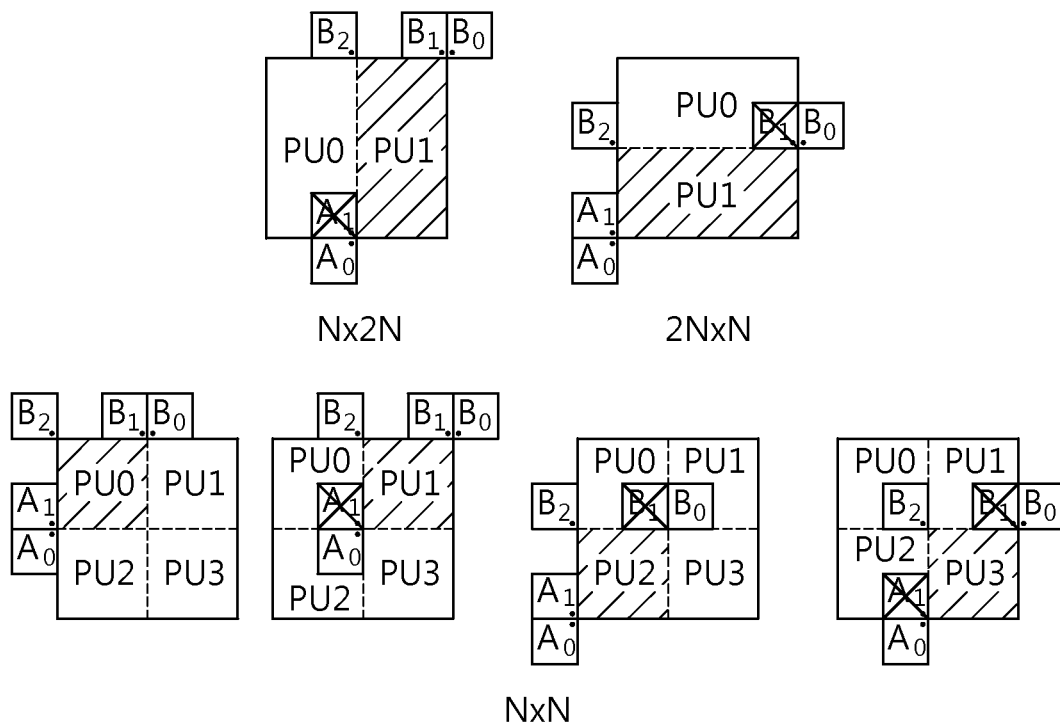 B2 B1 B0
PU0 PU1
A1
A0
Nx2N
PU0 B1 B0
B2
PU1
A1
A0
2NxN
B2 B1 B0
PU0 PU1
A1
A0
PU2 PU3
B2 B1 B0
PU0 PU1
A1
A0
PU2 PU3
PU0 PU1
B2 B1 B0
PU2 PU3
A1
A0
PU0 PU1
B2 B1 B0
PU2 PU3
A1
A0
NxN